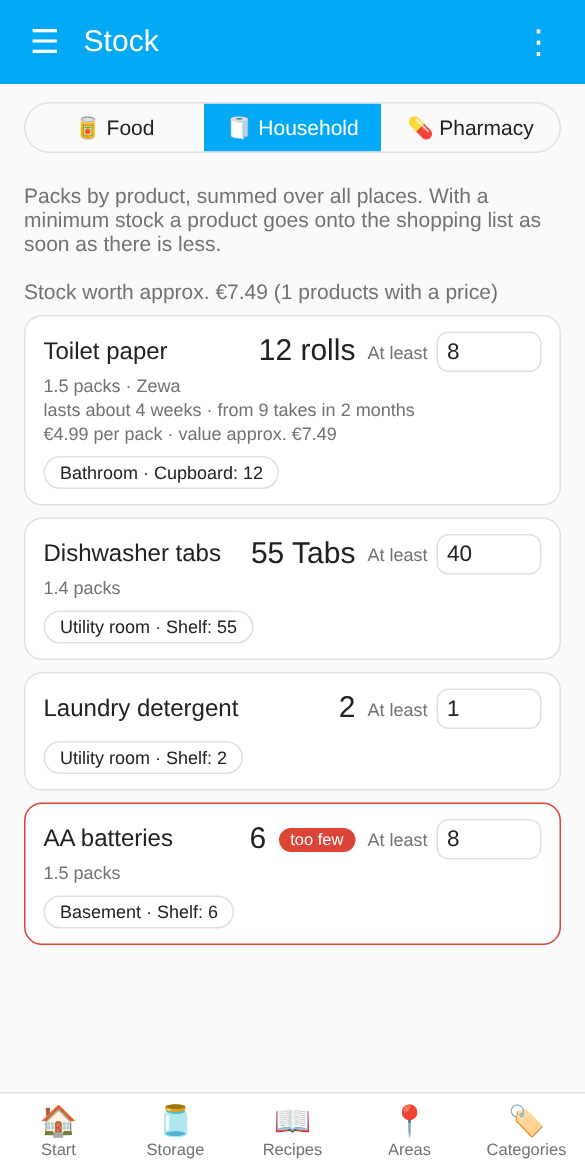 ☰ Stock ⋮
🥫 Food 🧻 Household 💊 Pharmacy
Packs by product, summed over all places. With a
minimum stock a product goes onto the shopping list as
soon as there is less.
Stock worth approx. €7.49 (1 products with a price)
Toilet paper 12 rolls At least 8
1.5 packs · Zewa
lasts about 4 weeks · from 9 takes in 2 months
€4.99 per pack · value approx. €7.49
Bathroom · Cupboard: 12
Dishwasher tabs 55 Tabs At least 40
1.4 packs
Utility room · Shelf: 55
Laundry detergent 2 At least 1
Utility room · Shelf: 2
AA batteries 6 too few At least 8
1.5 packs
Basement · Shelf: 6
Start Storage Recipes Areas Categories